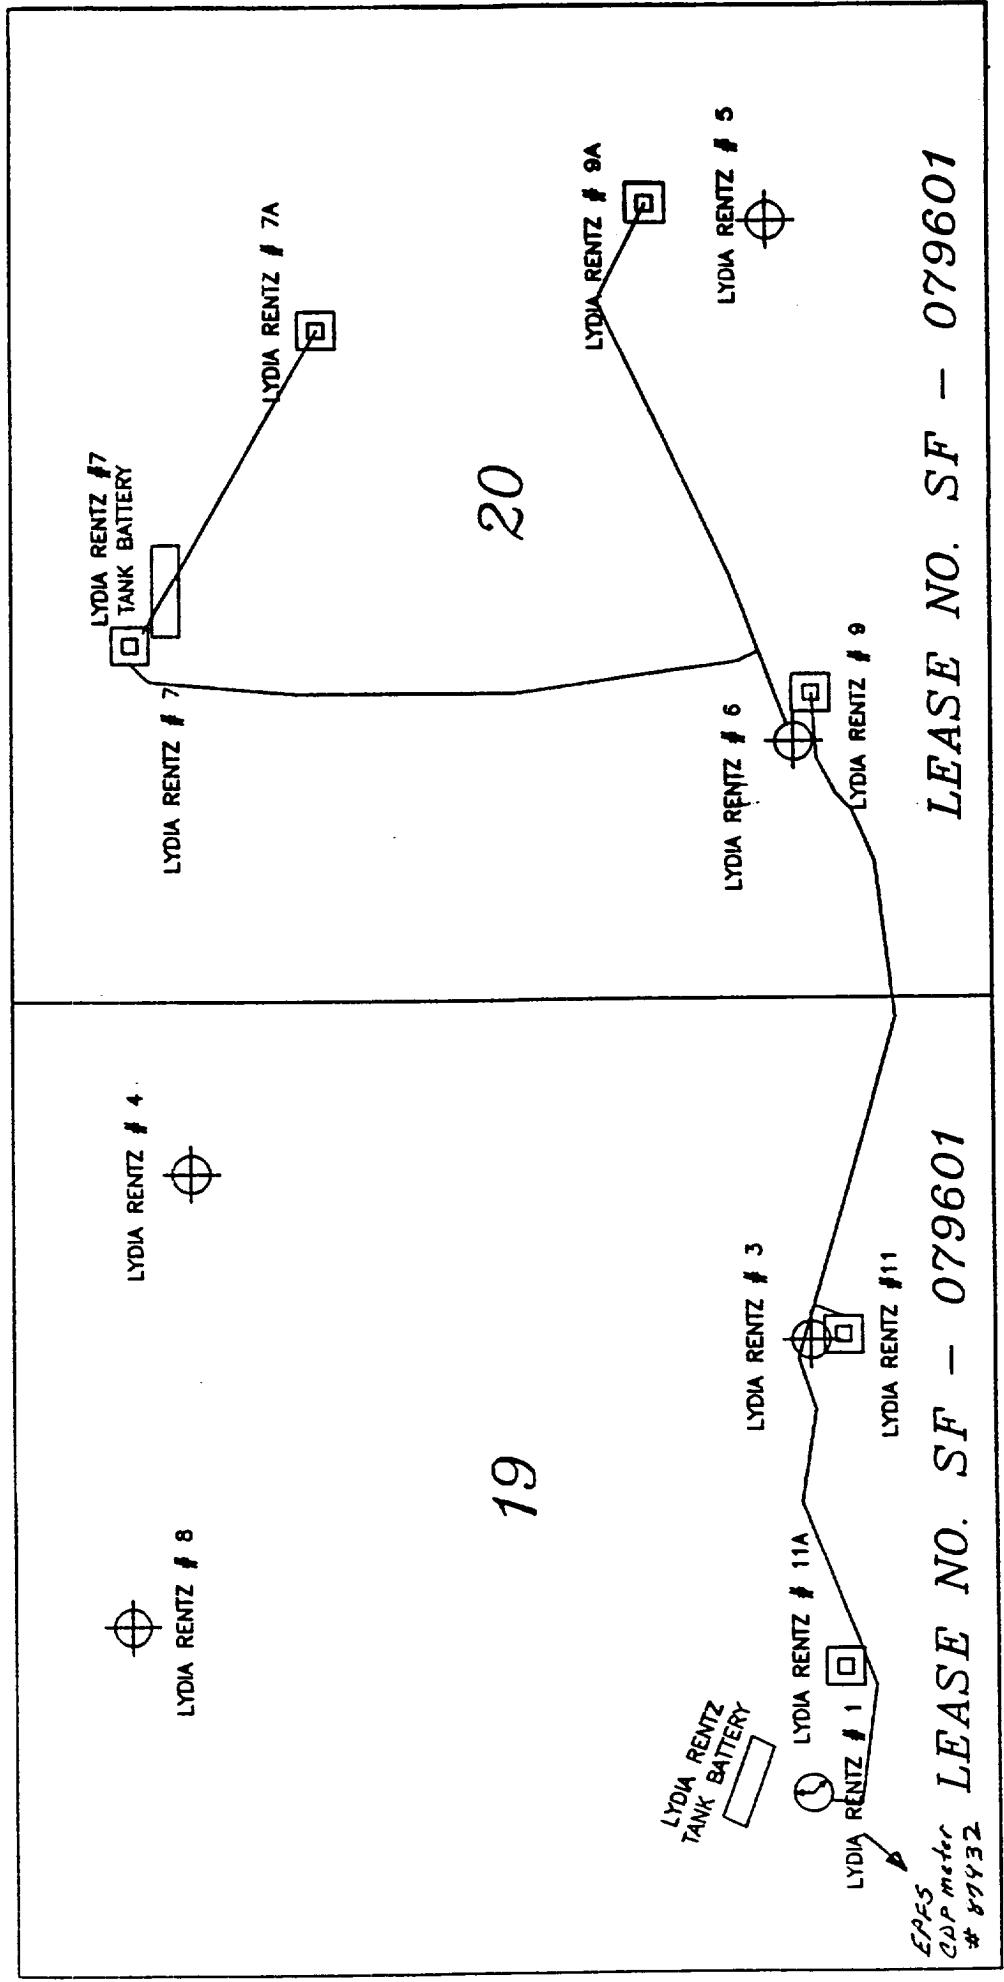 LYDIA RENTZ # 8
LYDIA RENTZ # 4
19
LYDIA RENTZ
TANK BATTERY
LYDIA RENTZ # 11A
LYDIA RENTZ # 1
LYDIA RENTZ # 3
LYDIA RENTZ #11
EPFS
CDP meter
# 87432
LEASE NO. SF - 079601
LYDIA RENTZ #7
TANK BATTERY
LYDIA RENTZ # 7
LYDIA RENTZ # 7A
20
LYDIA RENTZ # 9A
LYDIA RENTZ # 5
LYDIA RENTZ # 6
LYDIA RENTZ # 9
LEASE NO. SF - 079601